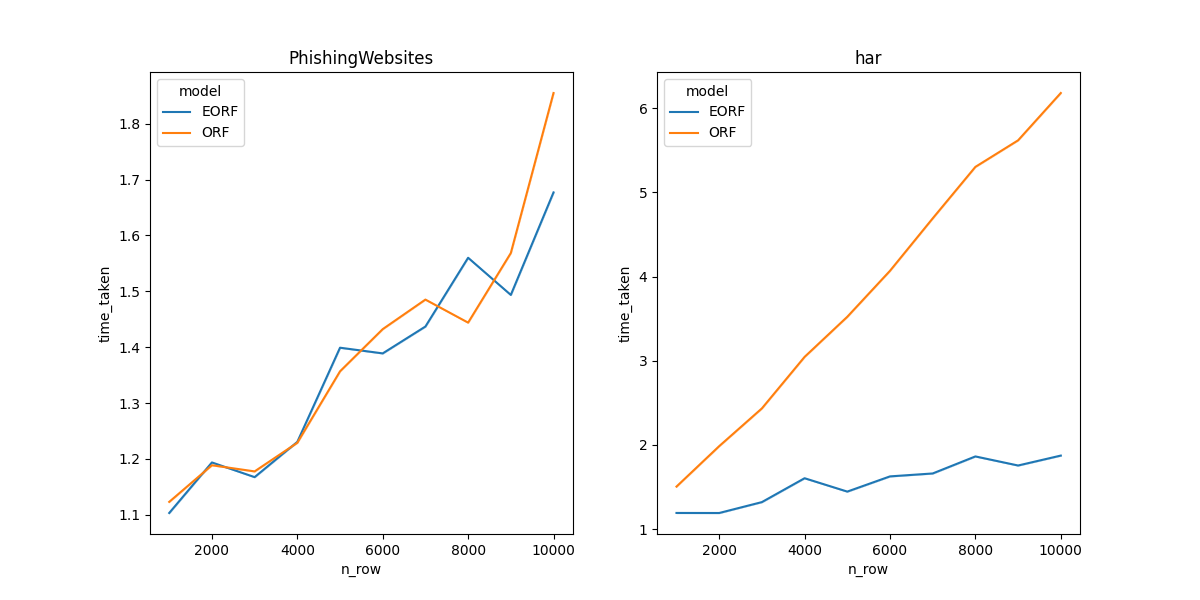 PhishingWebsites
model
EORF
ORF
1.8
1.7
1.6
1.5
1.4
1.3
1.2
1.1
time_taken
2000 4000 6000 8000 10000
n_row
har
model
EORF
ORF
6
5
4
3
2
1
time_taken
2000 4000 6000 8000 10000
n_row